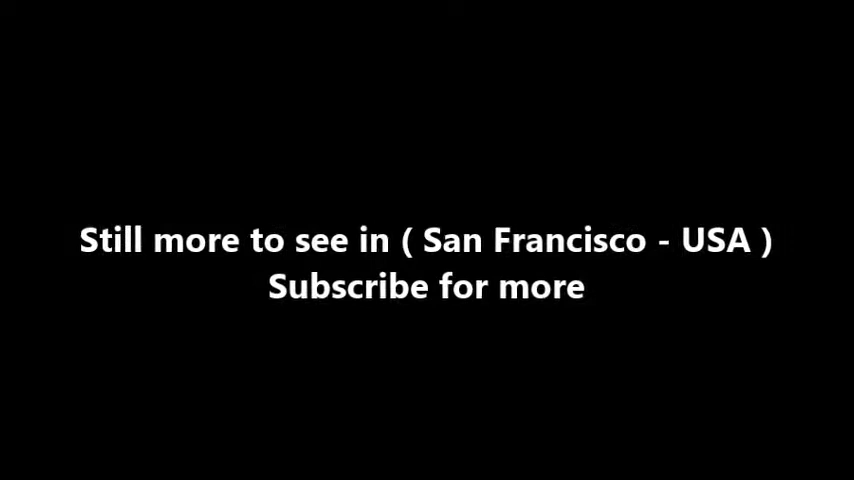 Still more to see in ( San Francisco - USA )
Subscribe for more